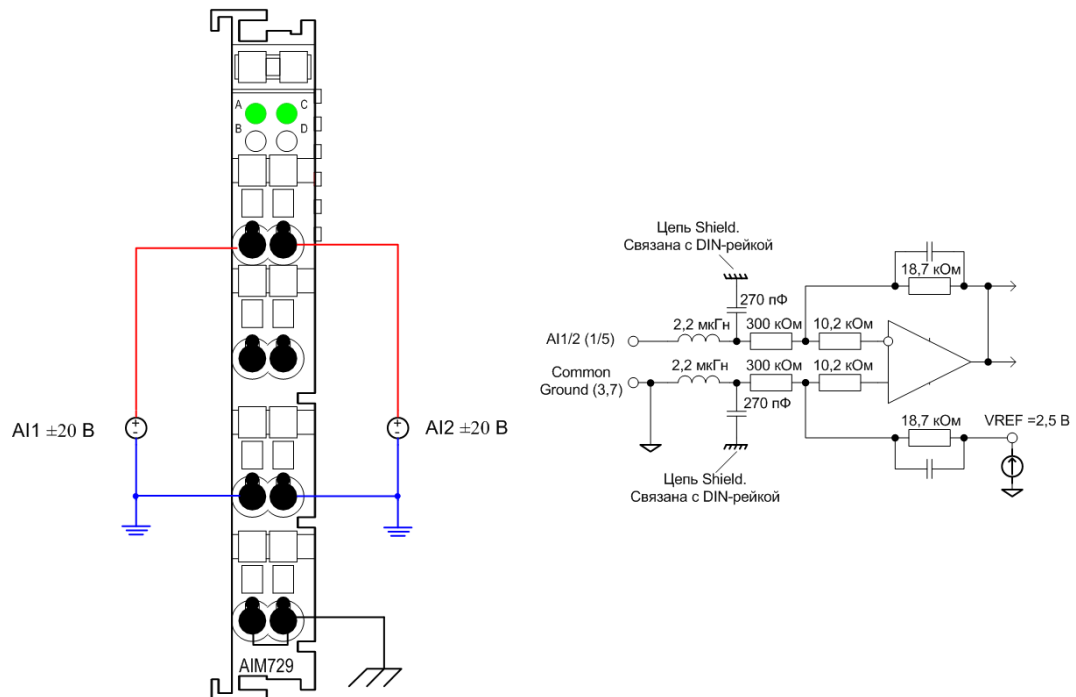 A
C
B
D
AI1 ±20 В
AI2 ±20 В
AIM729
Цепь Shield.
Связана с DIN-рейкой
18,7 кОм
270 пФ
2,2 мкГн
300 кОм
10,2 кОм
AI1/2 (1/5)
2,2 мкГн
300 кОм
10,2 кОм
Common
Ground (3,7)
270 пФ
18,7 кОм
VREF =2,5 В
Цепь Shield.
Связана с DIN-рейкой